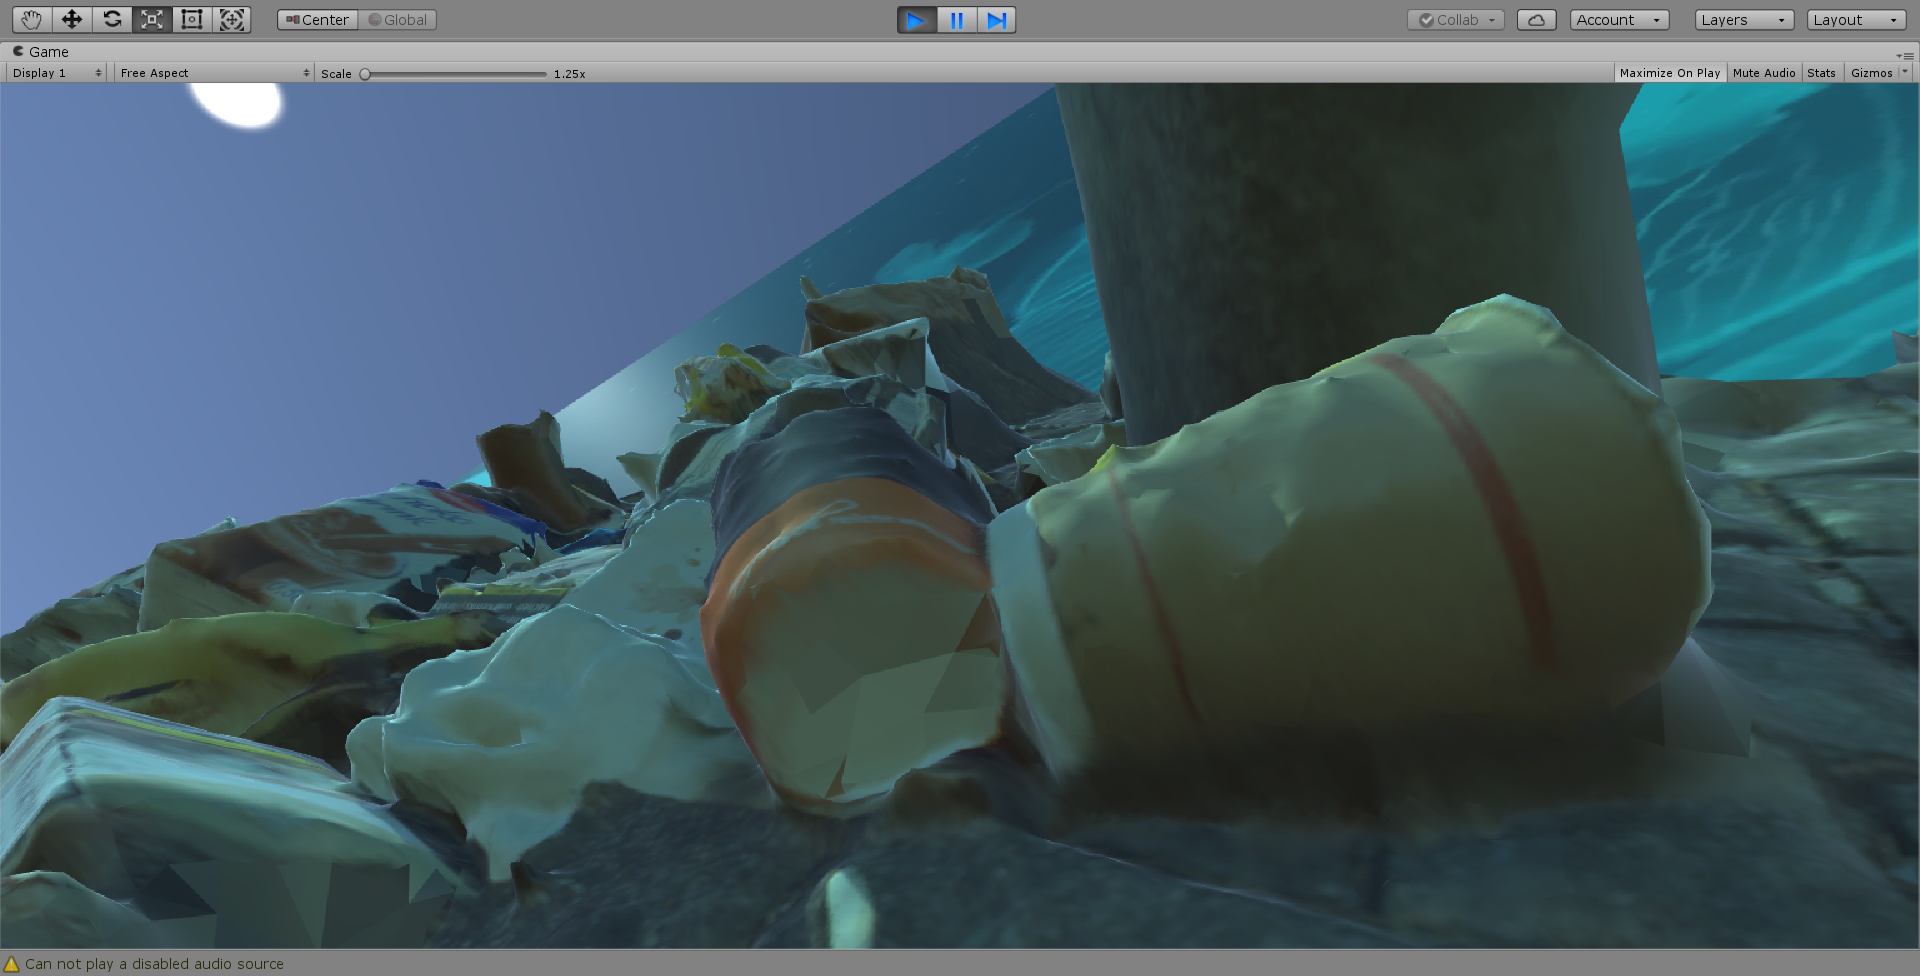 Center
Global
Collab
Account
Layers
Layout
Game
Display 1
Free Aspect
Scale
1.25x
Maximize On Play
Mute Audio
Stats
Gizmos
Can not play a disabled audio source